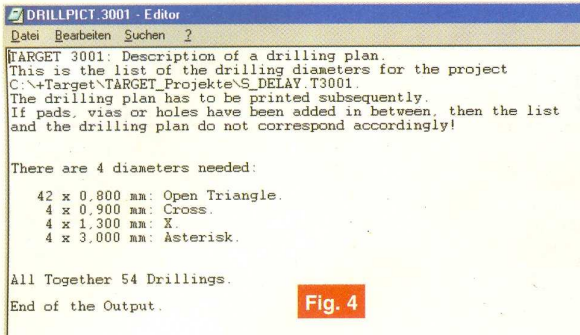 DRILLPICT.3001 - Editor
Datei Bearbeiten Suchen ?
TARGET 3001: Description of a drilling plan.
This is the list of the drilling diameters for the project
C:\+Target\TARGET_Projekte\S_DELAY.T3001.
The drilling plan has to be printed subsequently.
If pads, vias or holes have been added in between, then the list
and the drilling plan do not correspond accordingly!
There are 4 diameters needed:
42 x 0,800 mm: Open Triangle.
4 x 0,900 mm: Cross.
4 x 1,300 mm: X.
4 x 3,000 mm: Asterisk.
All Together 54 Drillings.
End of the Output.
Fig. 4